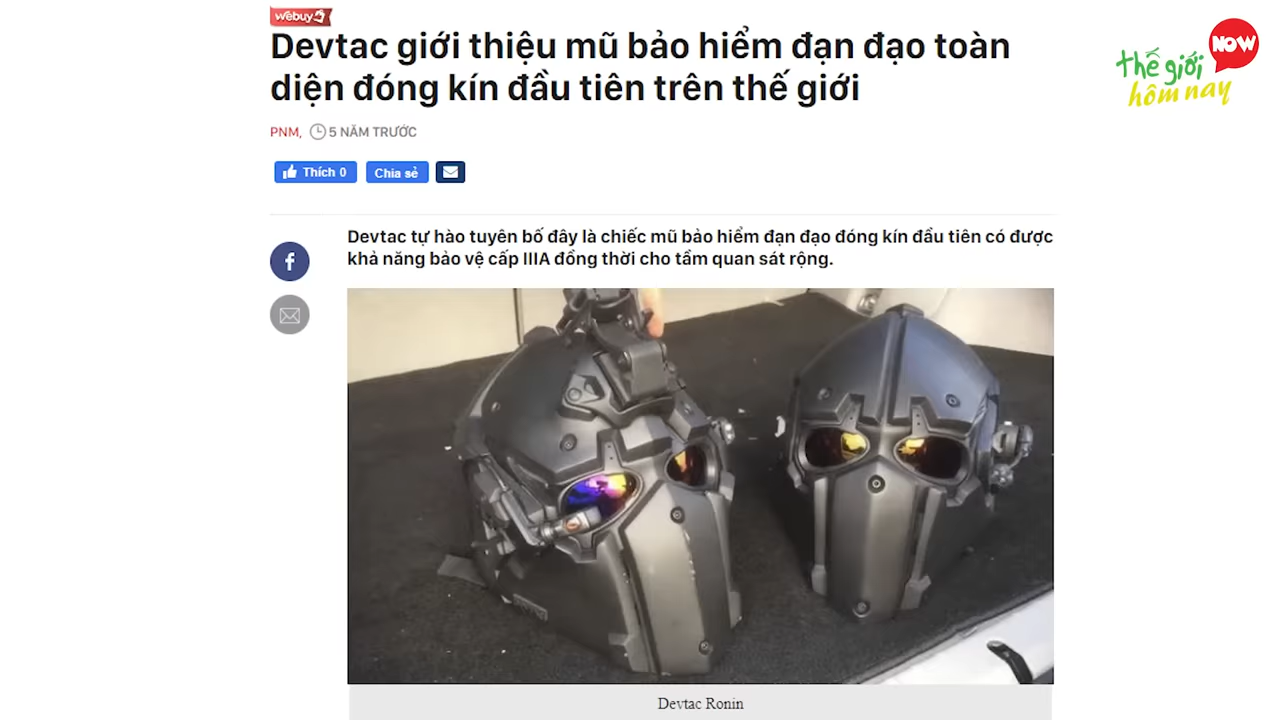 webuy
Devtac giới thiệu mũ bảo hiểm đạn đạo toàn
diện đóng kín đầu tiên trên thế giới
NOW
thế giới
hôm nay
PNM, 5 NĂM TRƯỚC
Thích 0
Chia sẻ
f
Devtac tự hào tuyên bố đây là chiếc mũ bảo hiểm đạn đạo đóng kín đầu tiên có được
khả năng bảo vệ cấp IIIA đồng thời cho tầm quan sát rộng.
Devtac Ronin